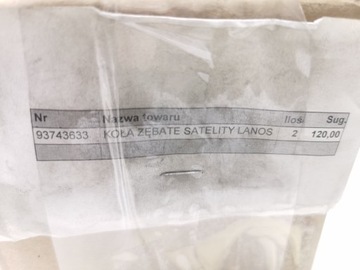 Nr Nazwa towaru Ilość Sug.
93743633 KOŁA ZĘBATE SATELITY LANOS 2 120,00